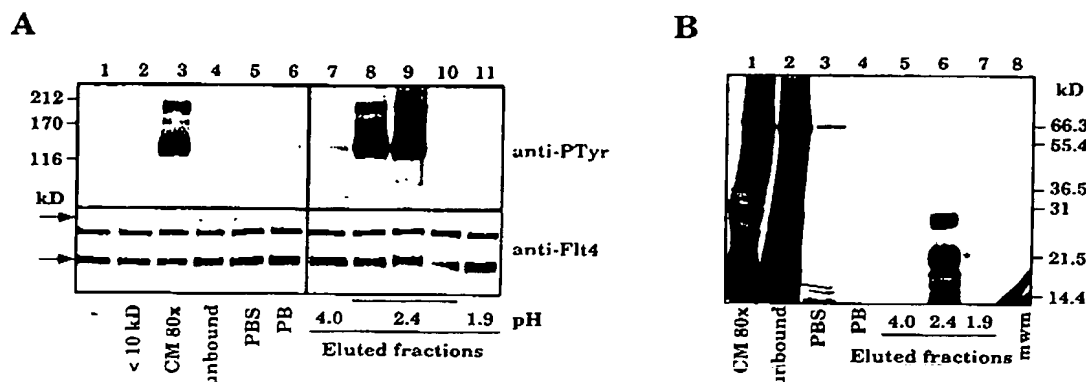 A
1 2 3 4 5 6 7 8 9 10 11
212
170
116
kD
anti-PTyr
anti-Flt4
-
< 10 kD
CM 80x
unbound
PBS
PB
4.0 2.4 1.9 pH
Eluted fractions
B
1 2 3 4 5 6 7 8
kD
66.3
55.4
36.5
31
*
21.5
14.4
CM 80x
unbound
PBS
PB
4.0 2.4 1.9
Eluted fractions
mwm